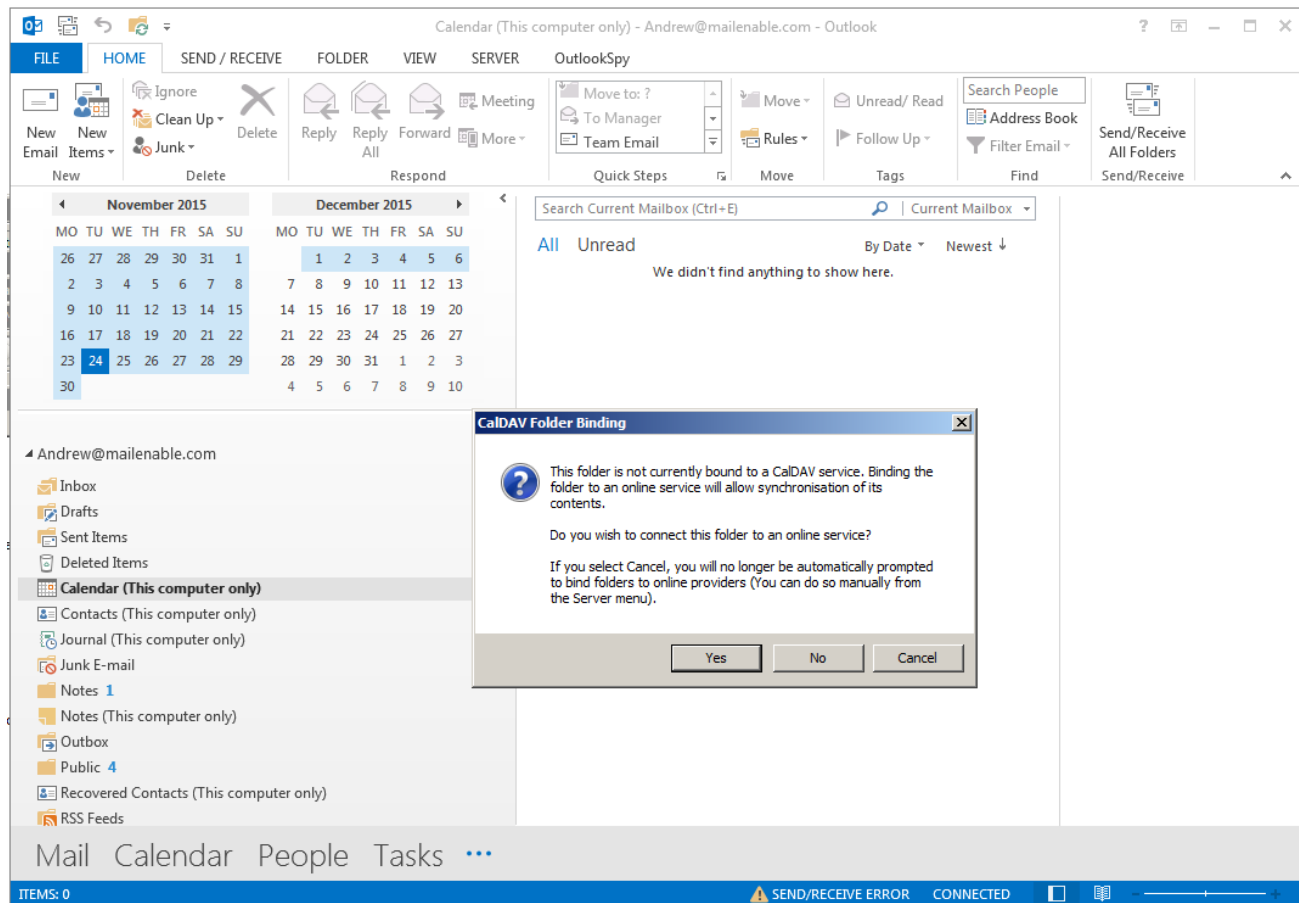 Calendar (This computer only) - Andrew@mailenable.com - Outlook
FILE HOME SEND / RECEIVE FOLDER VIEW SERVER OutlookSpy
New Email
New Items
Ignore
Clean Up
Junk
Delete
Reply
Reply All
Forward
Meeting
More
Move to: ?
To Manager
Team Email
Move
Rules
Unread/ Read
Follow Up
Search People
Address Book
Filter Email
Send/Receive
All Folders
New Delete Respond Quick Steps Move Tags Find Send/Receive
November 2015
MO TU WE TH FR SA SU
26 27 28 29 30 31 1
2 3 4 5 6 7 8
9 10 11 12 13 14 15
16 17 18 19 20 21 22
23 24 25 26 27 28 29
30
December 2015
MO TU WE TH FR SA SU
1 2 3 4 5 6
7 8 9 10 11 12 13
14 15 16 17 18 19 20
21 22 23 24 25 26 27
28 29 30 31 1 2 3
4 5 6 7 8 9 10
Search Current Mailbox (Ctrl+E) Current Mailbox
All Unread By Date Newest
We didn't find anything to show here.
Andrew@mailenable.com
Inbox
Drafts
Sent Items
Deleted Items
Calendar (This computer only)
Contacts (This computer only)
Journal (This computer only)
Junk E-mail
Notes 1
Notes (This computer only)
Outbox
Public 4
Recovered Contacts (This computer only)
RSS Feeds
CalDAV Folder Binding
This folder is not currently bound to a CalDAV service. Binding the
folder to an online service will allow synchronisation of its
contents.
Do you wish to connect this folder to an online service?
If you select Cancel, you will no longer be automatically prompted
to bind folders to online providers (You can do so manually from
the Server menu).
Yes No Cancel
Mail Calendar People Tasks •••
ITEMS: 0 SEND/RECEIVE ERROR CONNECTED